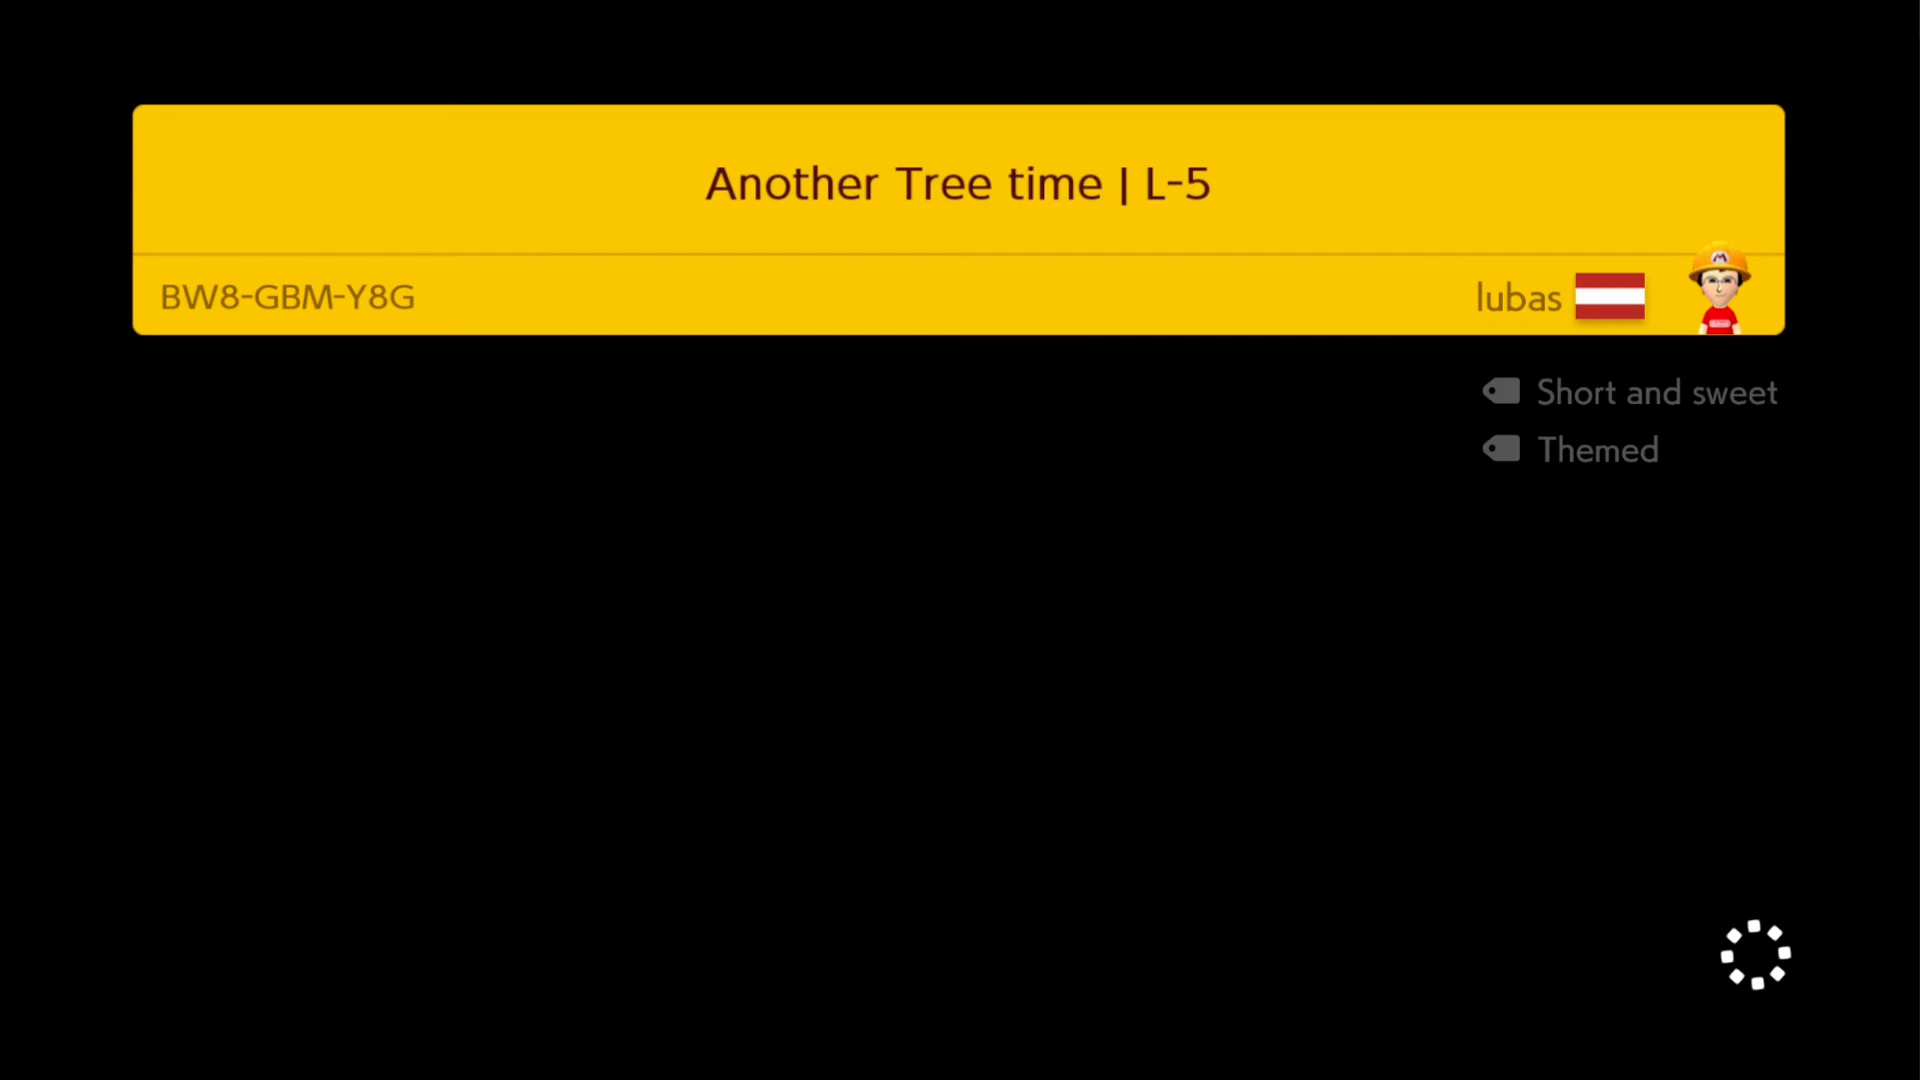 Another Tree time | L-5
BW8-GBM-Y8G
lubas
Short and sweet
Themed